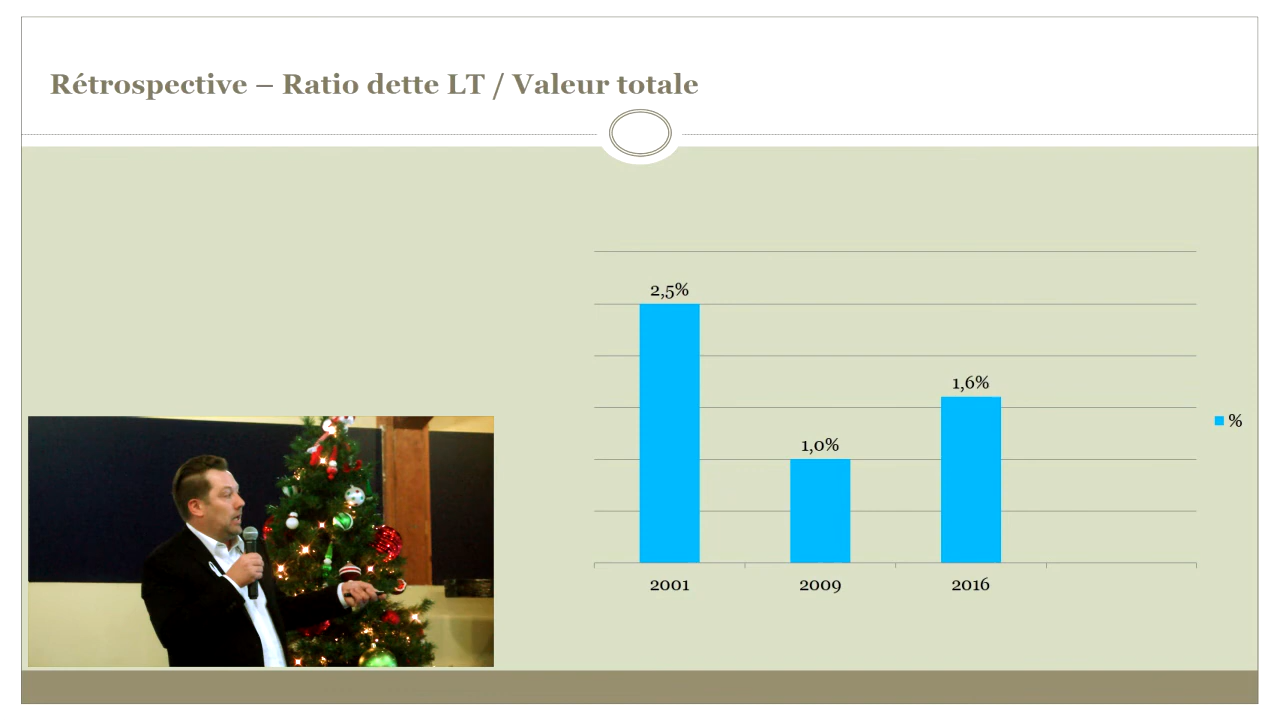 Rétrospective – Ratio dette LT / Valeur totale
2,5%
1,0%
1,6%
%
2001 2009 2016